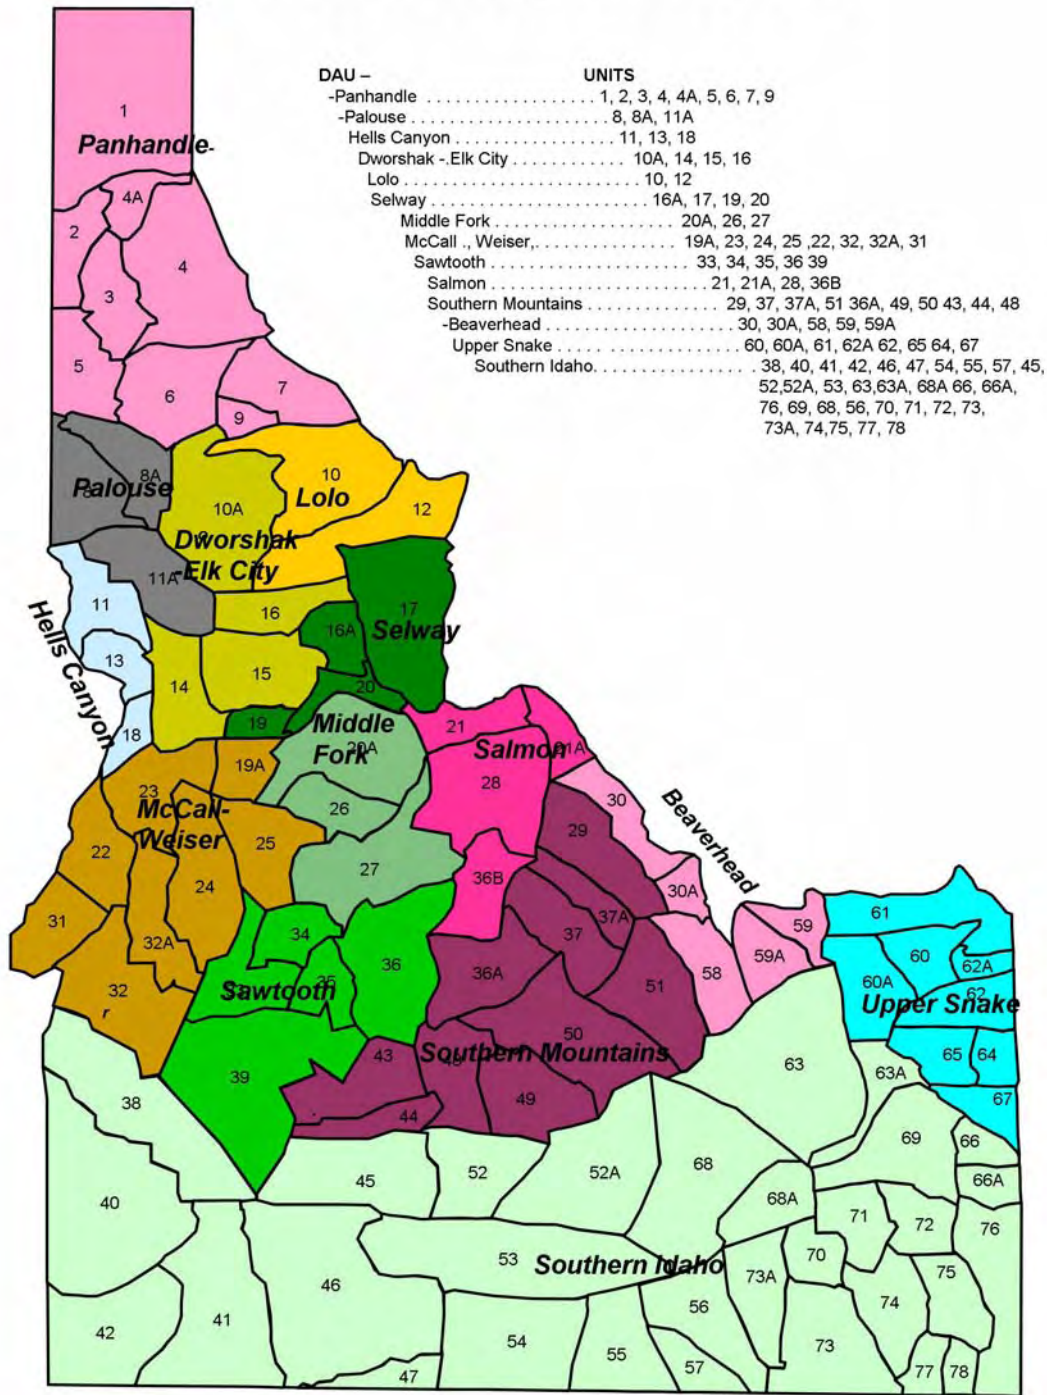 DAU – UNITS
-Panhandle . . . . . . . . . . . . . . . . . . 1, 2, 3, 4, 4A, 5, 6, 7, 9
-Palouse . . . . . . . . . . . . . . . . . . . . . 8, 8A, 11A
Hells Canyon . . . . . . . . . . . . . . . . . . 11, 13, 18
Dworshak -.Elk City . . . . . . . . . . . . 10A, 14, 15, 16
Lolo . . . . . . . . . . . . . . . . . . . . . . . . . 10, 12
Selway . . . . . . . . . . . . . . . . . . . . . . . . . 16A, 17, 19, 20
Middle Fork . . . . . . . . . . . . . . . . . . 20A, 26, 27
McCall ., Weiser,. . . . . . . . . . . . . . . 19A, 23, 24, 25 ,22, 32, 32A, 31
Sawtooth . . . . . . . . . . . . . . . . . . . . . 33, 34, 35, 36 39
Salmon . . . . . . . . . . . . . . . . . . . . . . . 21, 21A, 28, 36B
Southern Mountains . . . . . . . . . . . . . 29, 37, 37A, 51 36A, 49, 50 43, 44, 48
-Beaverhead . . . . . . . . . . . . . . . . . . . 30, 30A, 58, 59, 59A
Upper Snake . . . . . . . . . . . . . . . . . . 60, 60A, 61, 62A 62, 65 64, 67
Southern Idaho. . . . . . . . . . . . . . . . . 38, 40, 41, 42, 46, 47, 54, 55, 57, 45,
52,52A, 53, 63,63A, 68A 66, 66A,
76, 69, 68, 56, 70, 71, 72, 73,
73A, 74,75, 77, 78
1
Panhandle-
4A
2
4
3
5
6
7
9
8A
Palouse
10
Lolo
10A
12
Dworshak
-Elk City
11A
11
16
17
16A
Selway
Hells Canyon
13
15
14
20
18
19
21
Middle
Fork
20A
Salmon
21A
19A
28
23
30
26
McCall-
Weiser
29
Beaverhead
25
22
27
24
36B
30A
31
34
37A
59
61
32A
36
37
60
36A
59A
62A
58
60A
51
35
32
r
Sawtooth
62
Upper Snake
50
Southern Mountains
43
48
65
64
63
39
63A
38
49
67
44
69
66
45
52
52A
68
66A
40
68A
71
72
76
53
Southern Idaho
70
75
73A
46
56
74
41
42
54
55
73
57
47
77
78